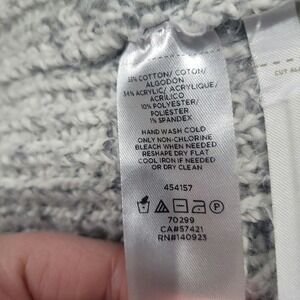 55% COTTON/ COTON/
ALGODON
34% ACRYLIC/ ACRYLIQUE/
ACRILICO
10% POLYESTER/
POLIESTER
1% SPANDEX
HAND WASH COLD
ONLY NON-CHLORINE
BLEACH WHEN NEEDED
RESHAPE DRY FLAT
COOL IRON IF NEEDED
OR DRY CLEAN
454157
70299
CA#57421
RN#140923
CUT